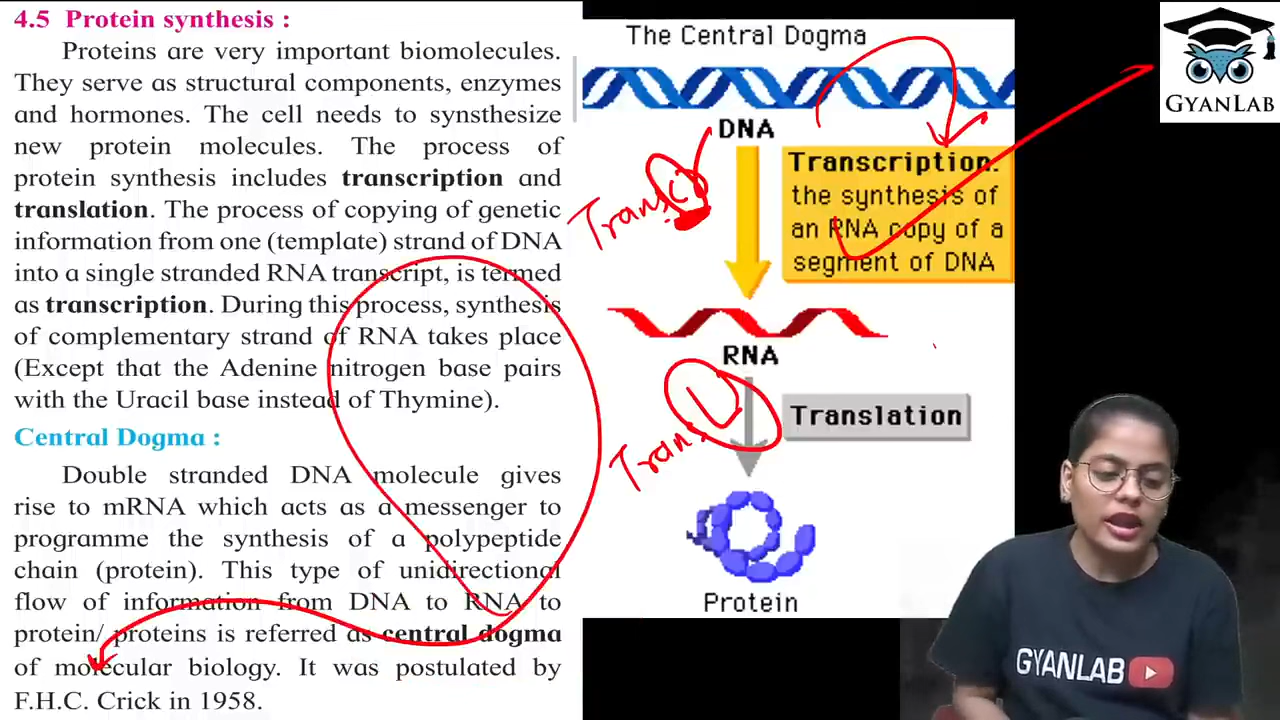 4.5 Protein synthesis :
Proteins are very important biomolecules.
They serve as structural components, enzymes
and hormones. The cell needs to synsthesize
new protein molecules. The process of
protein synthesis includes transcription and
translation. The process of copying of genetic
information from one (template) strand of DNA
into a single stranded RNA transcript, is termed
as transcription. During this process, synthesis
of complementary strand of RNA takes place
(Except that the Adenine nitrogen base pairs
with the Uracil base instead of Thymine).
Central Dogma :
Double stranded DNA molecule gives
rise to mRNA which acts as a messenger to
programme the synthesis of a polypeptide
chain (protein). This type of unidirectional
flow of information from DNA to RNA to
protein/ proteins is referred as central dogma
of molecular biology. It was postulated by
F.H.C. Crick in 1958.
The Central Dogma
DNA
Transcription:
the synthesis of
an RNA copy of a
segment of DNA
RNA
Translation
Protein
GYANLAB
GYANLAB